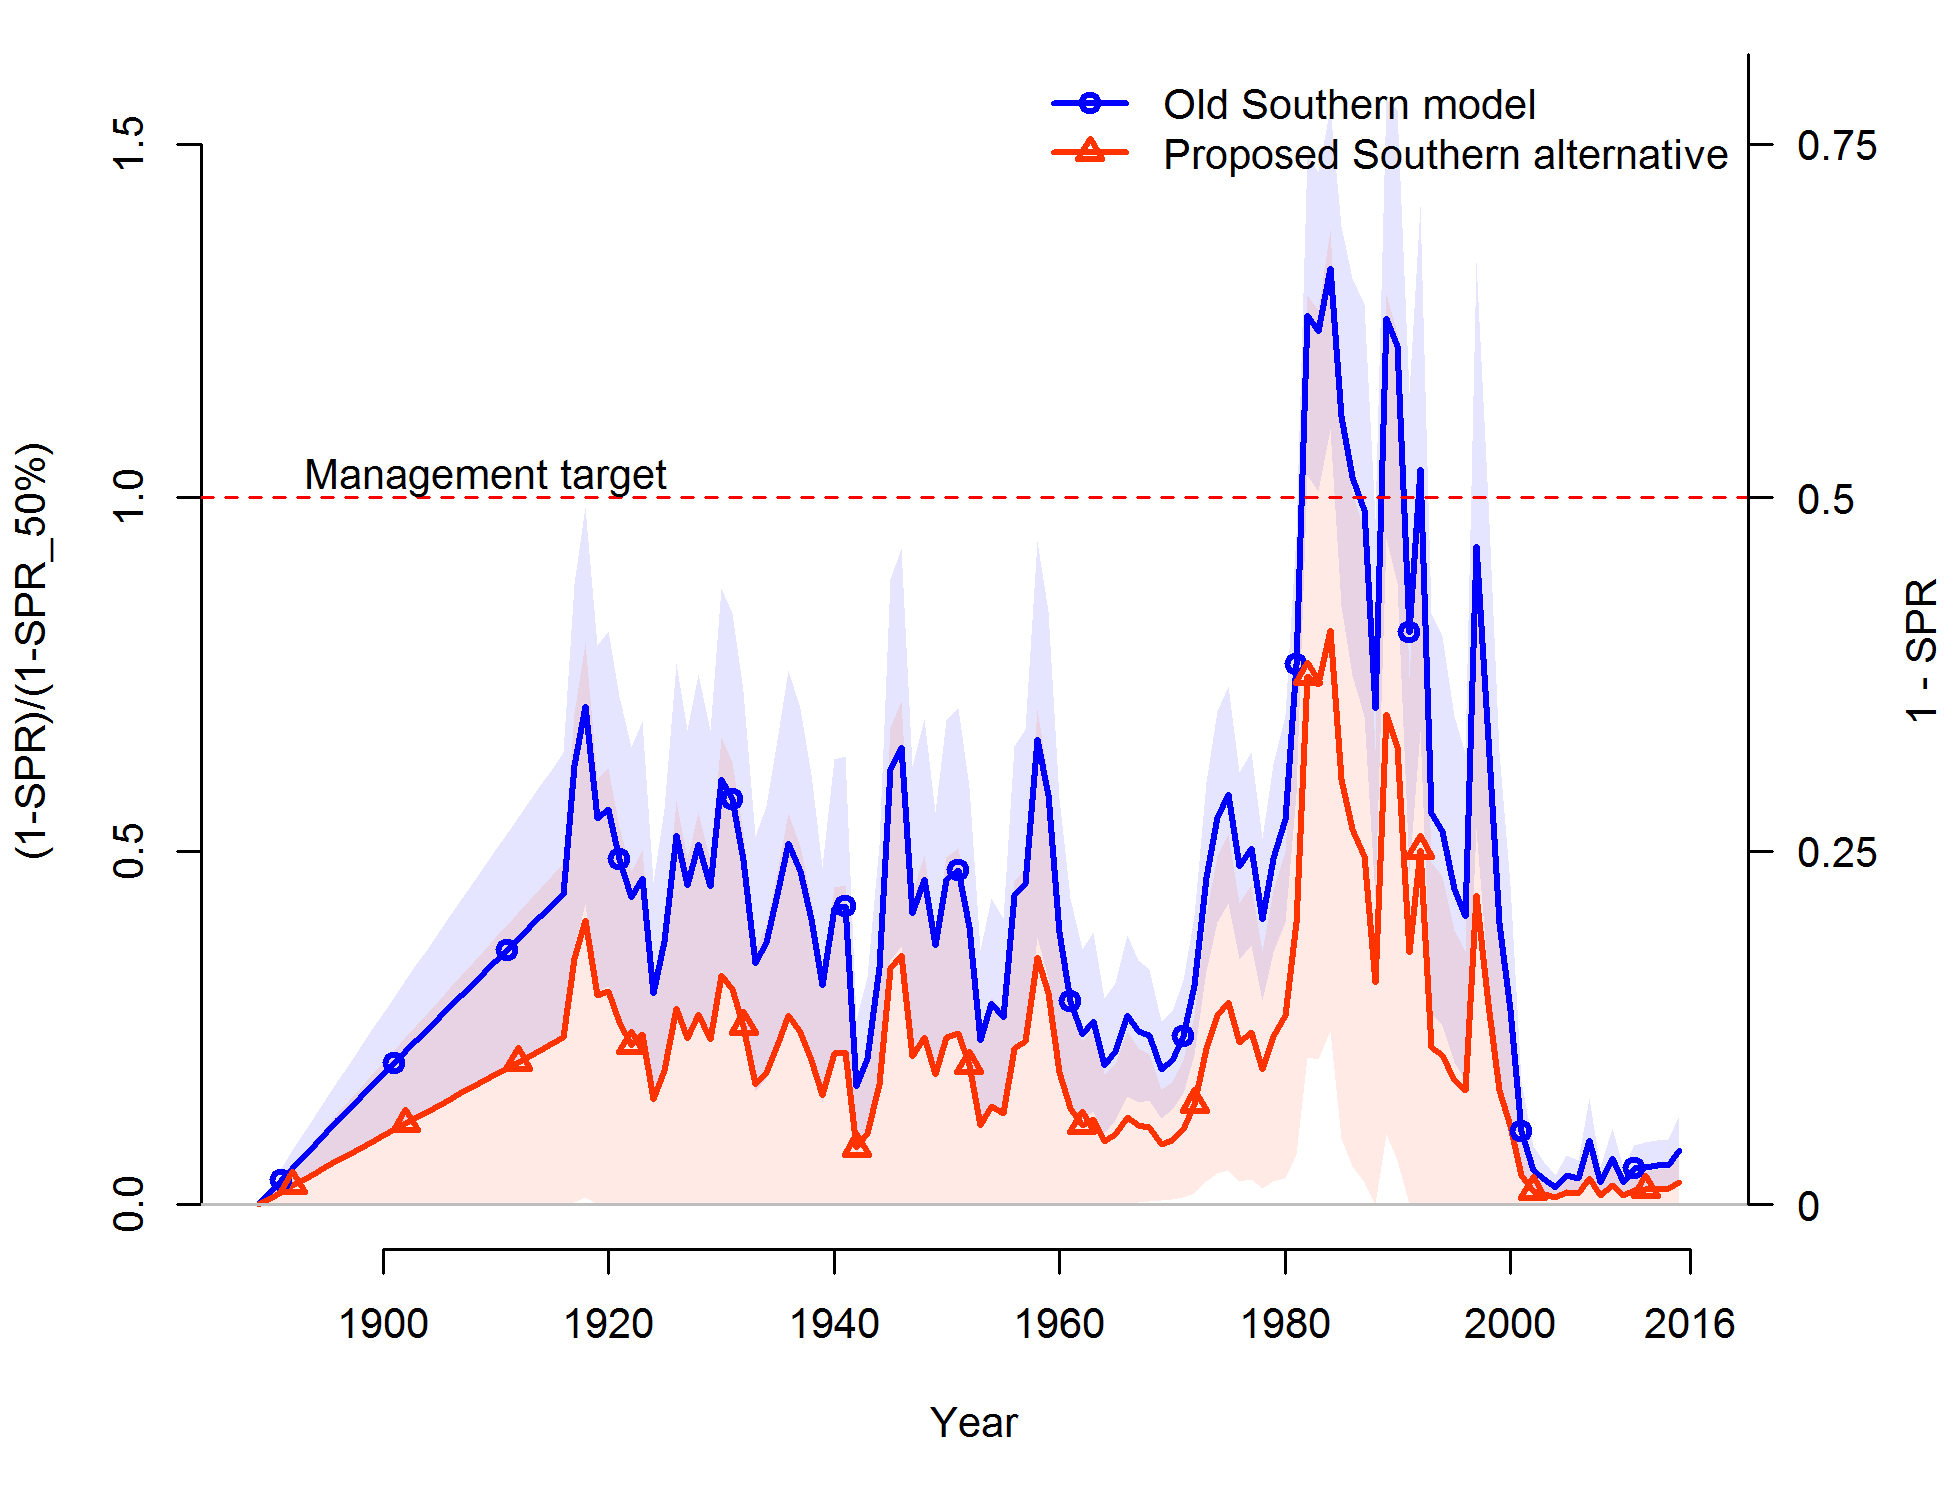 Old Southern model
Proposed Southern alternative
Management target
(1-SPR)/(1-SPR_50%)
0.0
0.5
1.0
1.5
1 - SPR
0
0.25
0.5
0.75
1900
1920
1940
1960
1980
2000
2016
Year